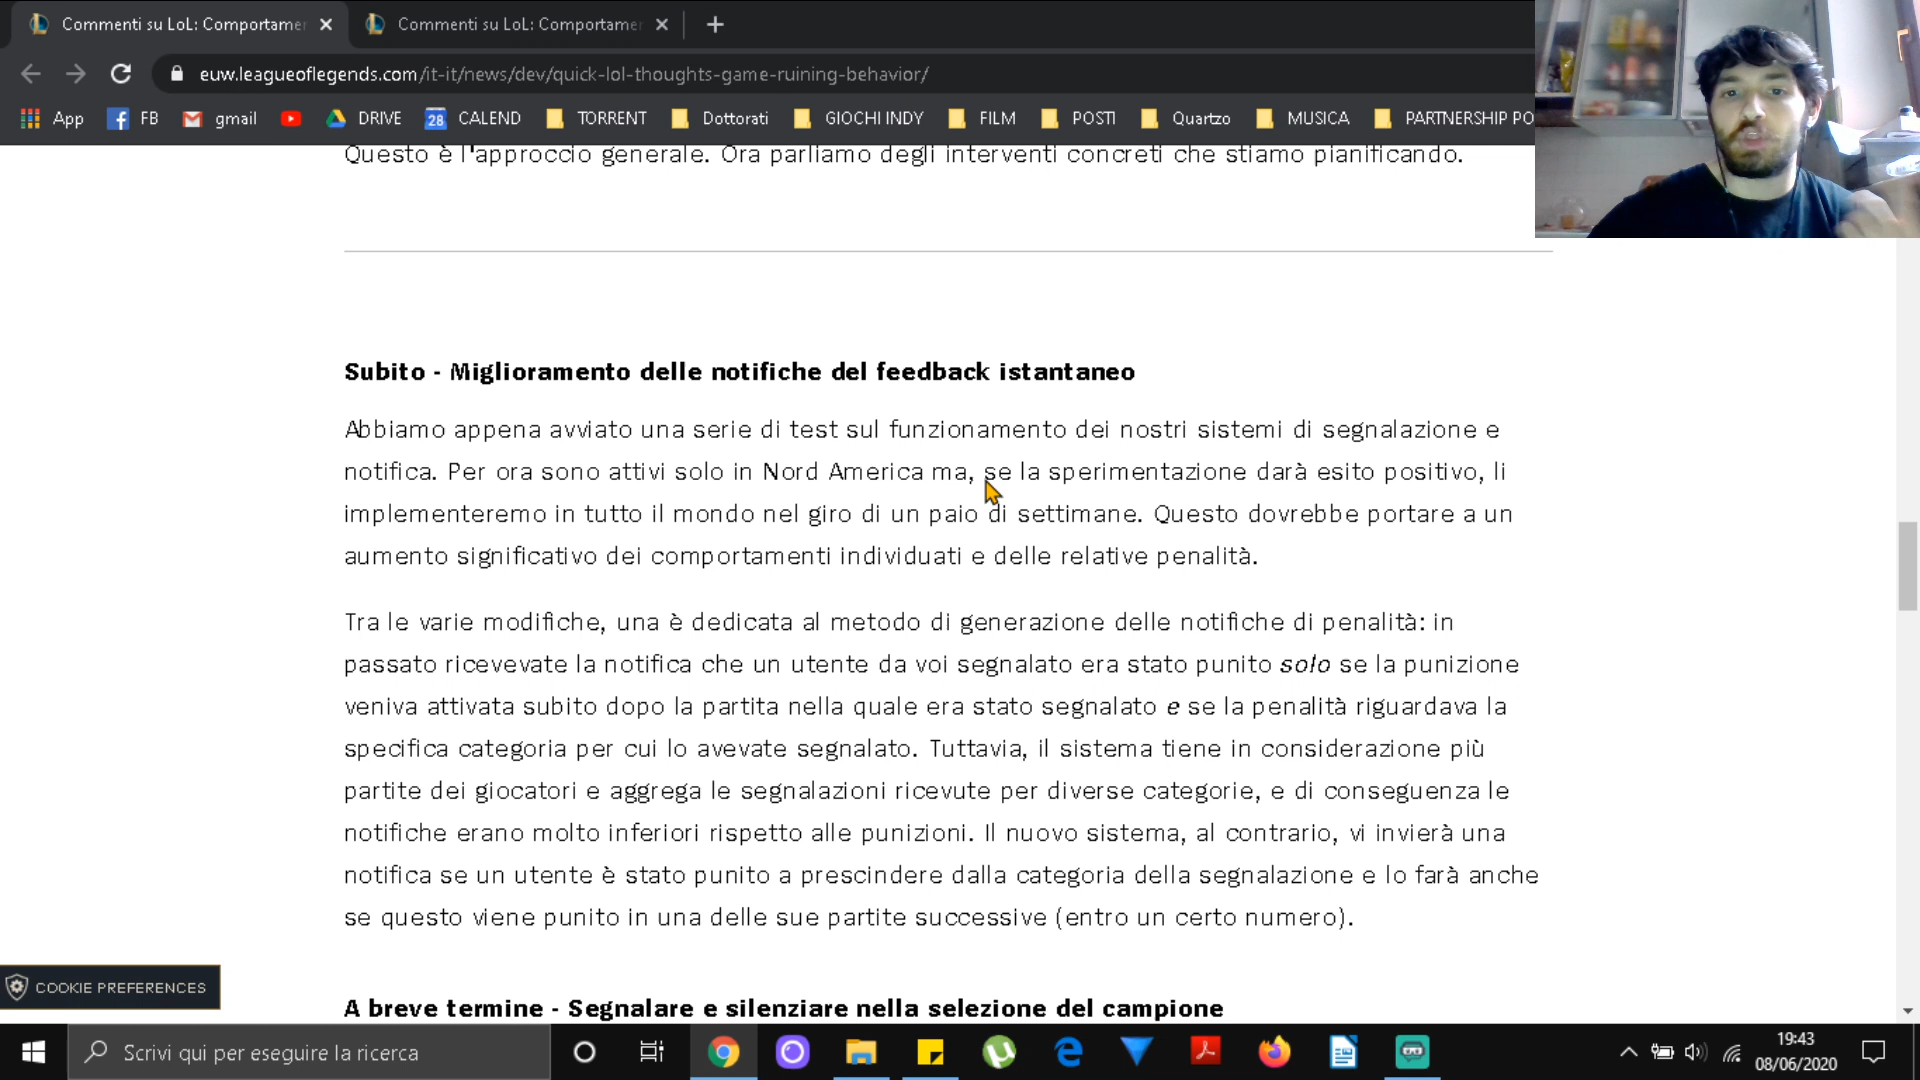 Commenti su LoL: Comportame
Commenti su LoL: Comportame
euw.leagueoflegends.com/it-it/news/dev/quick-lol-thoughts-game-ruining-behavior/
App FB gmail DRIVE 28 CALEND TORRENT Dottorati GIOCHI INDY FILM POSTI Quartzo MUSICA PARTNERSHIP PO
Questo è l'approccio generale. Ora parliamo degli interventi concreti che stiamo pianificando.
Subito - Miglioramento delle notifiche del feedback istantaneo
Abbiamo appena avviato una serie di test sul funzionamento dei nostri sistemi di segnalazione e
notifica. Per ora sono attivi solo in Nord America ma, se la sperimentazione darà esito positivo, li
implementeremo in tutto il mondo nel giro di un paio di settimane. Questo dovrebbe portare a un
aumento significativo dei comportamenti individuati e delle relative penalità.
Tra le varie modifiche, una è dedicata al metodo di generazione delle notifiche di penalità: in
passato ricevevate la notifica che un utente da voi segnalato era stato punito solo se la punizione
veniva attivata subito dopo la partita nella quale era stato segnalato e se la penalità riguardava la
specifica categoria per cui lo avevate segnalato. Tuttavia, il sistema tiene in considerazione più
partite dei giocatori e aggrega le segnalazioni ricevute per diverse categorie, e di conseguenza le
notifiche erano molto inferiori rispetto alle punizioni. Il nuovo sistema, al contrario, vi invierà una
notifica se un utente è stato punito a prescindere dalla categoria della segnalazione e lo farà anche
se questo viene punito in una delle sue partite successive (entro un certo numero).
COOKIE PREFERENCES
A breve termine - Segnalare e silenziare nella selezione del campione
Scrivi qui per eseguire la ricerca
19:43
08/06/2020